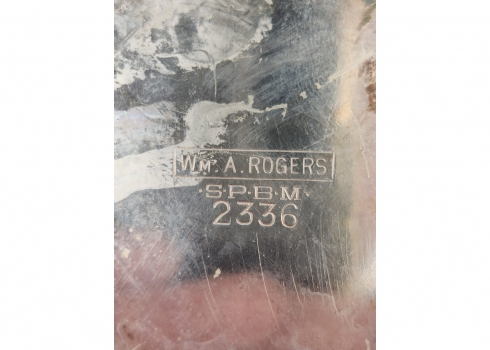 Wᴹ. A. ROGERS
·S·P·B·M·
2336